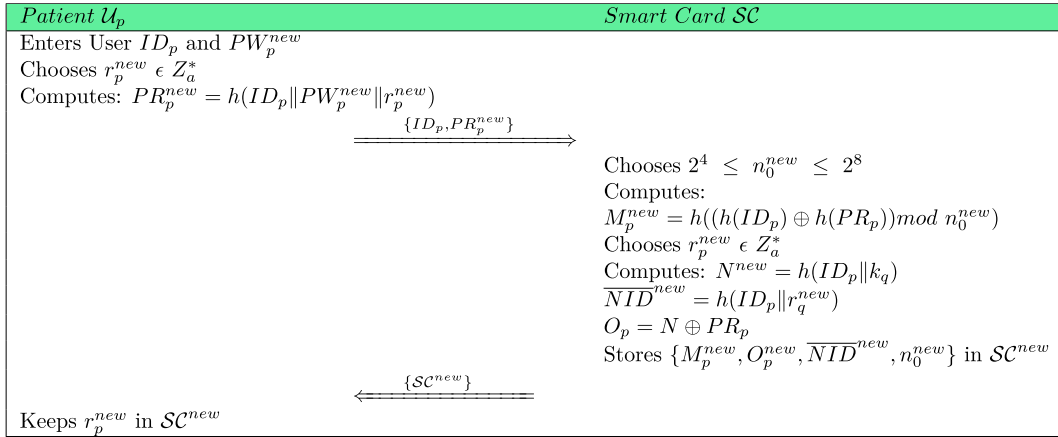 Patient 𝒰_p Smart Card 𝒮𝒞
Enters User ID_p and PW_p^{new}
Chooses r_p^{new} ϵ Z_a^*
Computes: PR_p^{new} = h(ID_p‖PW_p^{new}‖r_p^{new})
{ID_p, PR_p^{new}}
Chooses 2^4 ≤ n_0^{new} ≤ 2^8
Computes:
M_p^{new} = h((h(ID_p) ⊕ h(PR_p))mod n_0^{new})
Chooses r_p^{new} ϵ Z_a^*
Computes: N^{new} = h(ID_p‖k_q)
\overline{NID}^{new} = h(ID_p‖r_q^{new})
O_p = N ⊕ PR_p
Stores {M_p^{new}, O_p^{new}, \overline{NID}^{new}, n_0^{new}} in 𝒮𝒞^{new}
{𝒮𝒞^{new}}
Keeps r_p^{new} in 𝒮𝒞^{new}